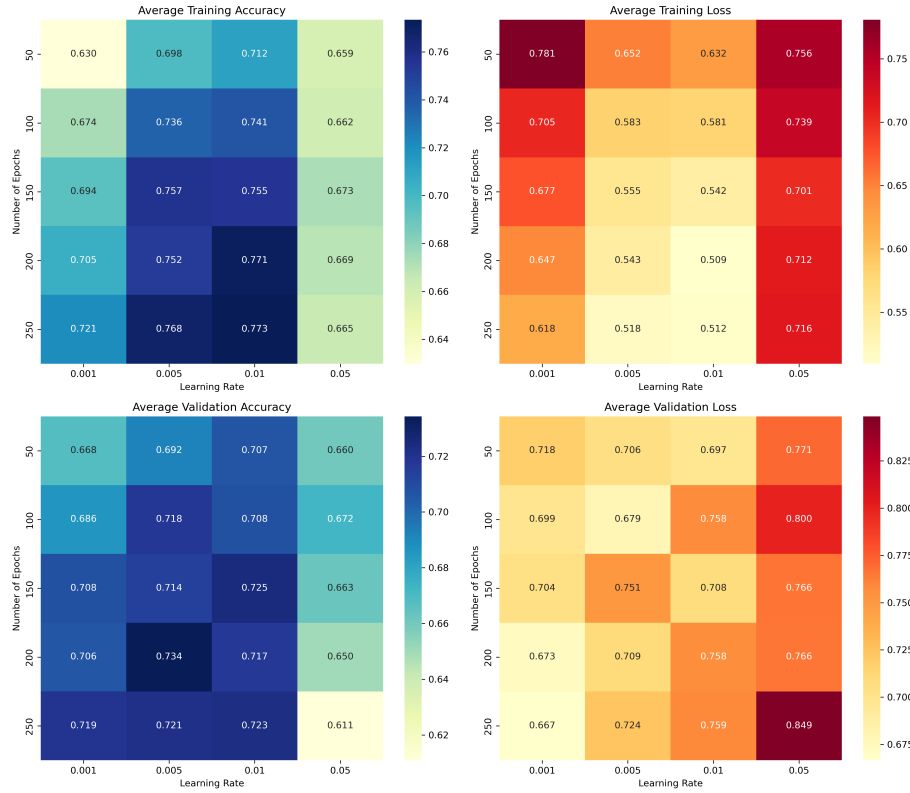 Average Training Accuracy
50 0.630 0.698 0.712 0.659
100 0.674 0.736 0.741 0.662
150 0.694 0.757 0.755 0.673
200 0.705 0.752 0.771 0.669
250 0.721 0.768 0.773 0.665
0.001 0.005 0.01 0.05
Learning Rate
Number of Epochs
0.76
0.74
0.72
0.70
0.68
0.66
0.64
Average Training Loss
50 0.781 0.652 0.632 0.756
100 0.705 0.583 0.581 0.739
150 0.677 0.555 0.542 0.701
200 0.647 0.543 0.509 0.712
250 0.618 0.518 0.512 0.716
0.001 0.005 0.01 0.05
Learning Rate
Number of Epochs
0.75
0.70
0.65
0.60
0.55
Average Validation Accuracy
50 0.668 0.692 0.707 0.660
100 0.686 0.718 0.708 0.672
150 0.708 0.714 0.725 0.663
200 0.706 0.734 0.717 0.650
250 0.719 0.721 0.723 0.611
0.001 0.005 0.01 0.05
Learning Rate
Number of Epochs
0.72
0.70
0.68
0.66
0.64
0.62
Average Validation Loss
50 0.718 0.706 0.697 0.771
100 0.699 0.679 0.758 0.800
150 0.704 0.751 0.708 0.766
200 0.673 0.709 0.758 0.766
250 0.667 0.724 0.759 0.849
0.001 0.005 0.01 0.05
Learning Rate
Number of Epochs
0.825
0.800
0.775
0.750
0.725
0.700
0.675